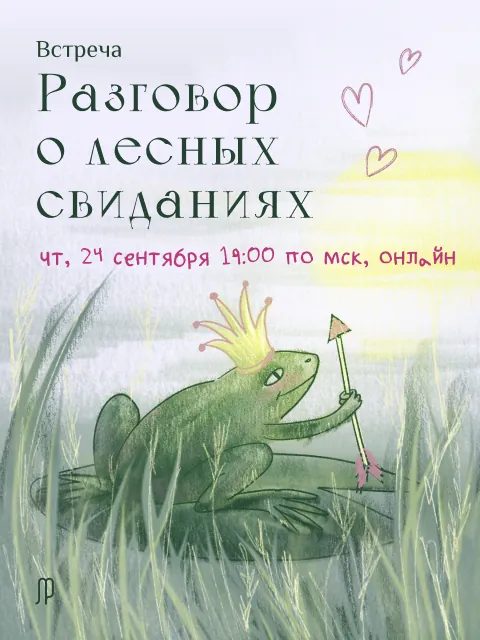 Встреча
Разговор
о лесных
свиданиях
чт, 24 сентября 19:00 по мск, онлайн